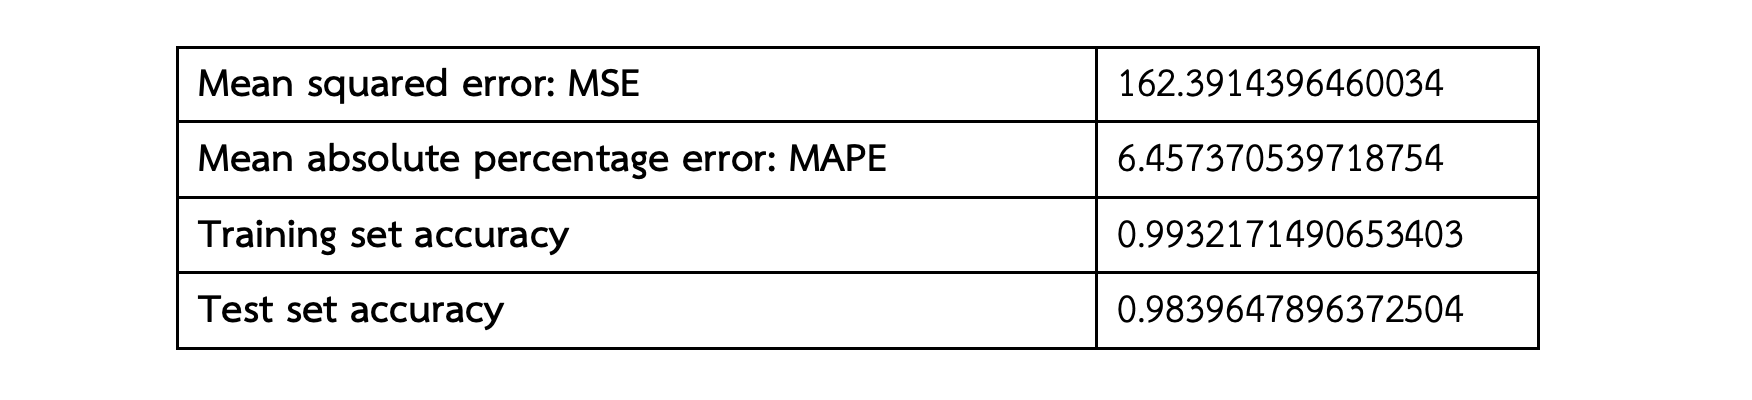 Mean squared error: MSE 162.3914396460034
Mean absolute percentage error: MAPE 6.457370539718754
Training set accuracy 0.9932171490653403
Test set accuracy 0.9839647896372504